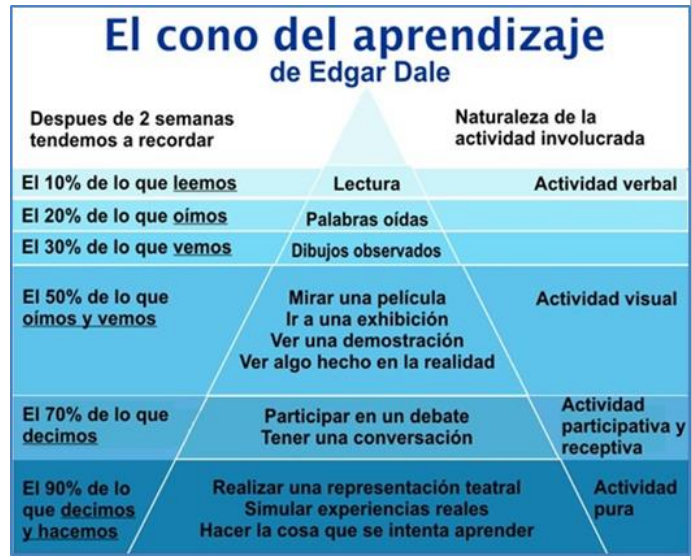 El cono del aprendizaje
de Edgar Dale
Despues de 2 semanas
tendemos a recordar
Naturaleza de la
actividad involucrada
El 10% de lo que leemos
Lectura
Actividad verbal
El 20% de lo que oímos
Palabras oídas
El 30% de lo que vemos
Dibujos observados
El 50% de lo que
oímos y vemos
Mirar una película
Ir a una exhibición
Ver una demostración
Ver algo hecho en la realidad
Actividad visual
El 70% de lo que
decimos
Participar en un debate
Tener una conversación
Actividad
participativa y
receptiva
El 90% de lo
que decimos
y hacemos
Realizar una representación teatral
Simular experiencias reales
Hacer la cosa que se intenta aprender
Actividad
pura